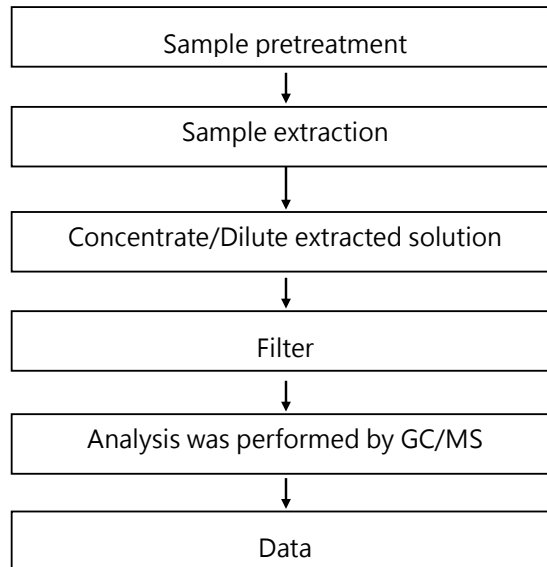 Sample pretreatment
Sample extraction
Concentrate/Dilute extracted solution
Filter
Analysis was performed by GC/MS
Data